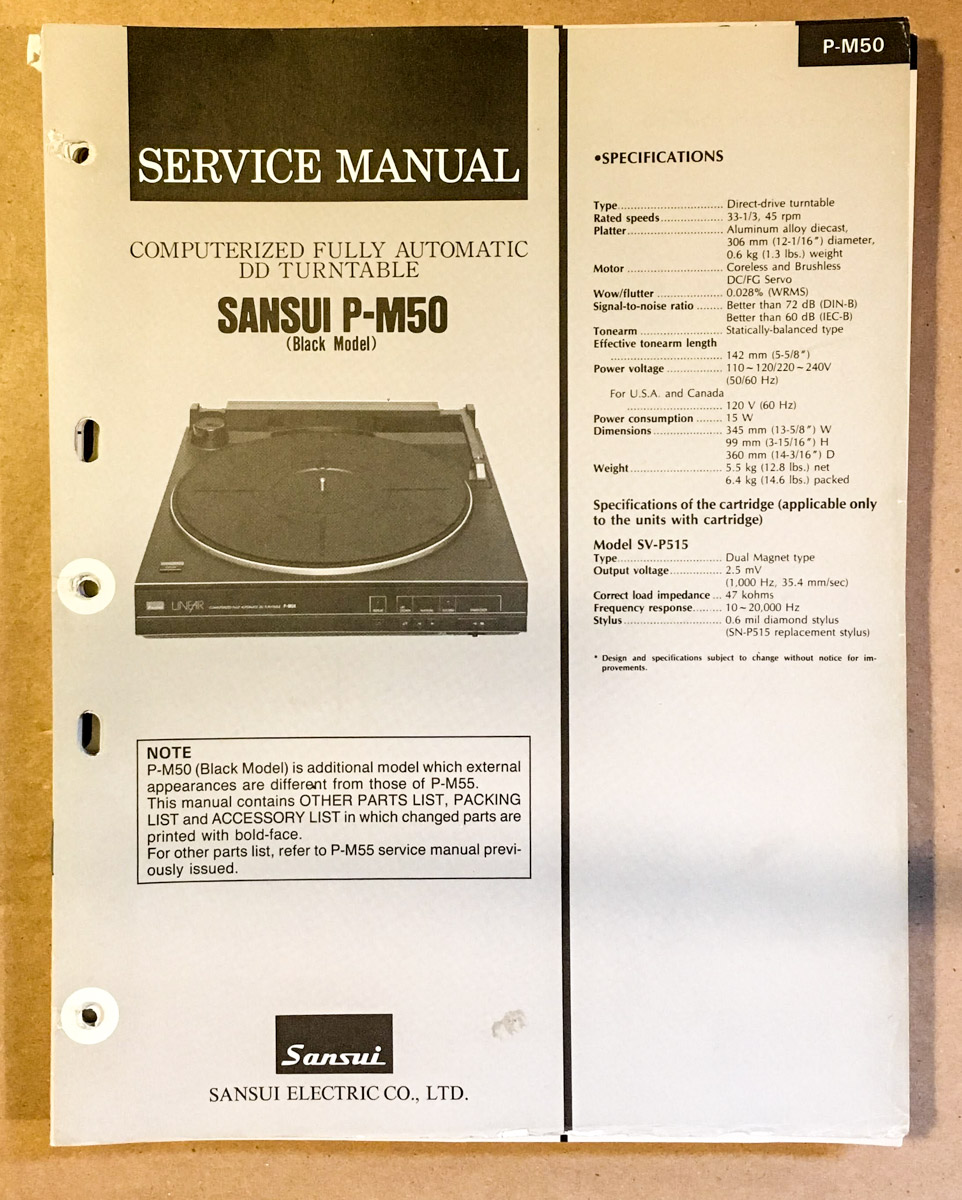 P-M50
SERVICE MANUAL
COMPUTERIZED FULLY AUTOMATIC
DD TURNTABLE
SANSUI P-M50
(Black Model)
LINEAR
NOTE
P-M50 (Black Model) is additional model which external
appearances are different from those of P-M55.
This manual contains OTHER PARTS LIST, PACKING
LIST and ACCESSORY LIST in which changed parts are
printed with bold-face.
For other parts list, refer to P-M55 service manual previ-
ously issued.
Sansui
SANSUI ELECTRIC CO., LTD.
•SPECIFICATIONS
Type................................ Direct-drive turntable
Rated speeds................... 33-1/3, 45 rpm
Platter.............................. Aluminum alloy diecast,
306 mm (12-1/16") diameter,
0.6 kg (1.3 lbs.) weight
Motor ............................. Coreless and Brushless
DC/FG Servo
Wow/flutter .................... 0.028% (WRMS)
Signal-to-noise ratio ........ Better than 72 dB (DIN-B)
Better than 60 dB (IEC-B)
Tonearm ......................... Statically-balanced type
Effective tonearm length
.................................. 142 mm (5-5/8")
Power voltage ................. 110~120/220~240V
(50/60 Hz)
For U.S.A. and Canada
............................. 120 V (60 Hz)
Power consumption ........ 15 W
Dimensions ..................... 345 mm (13-5/8") W
99 mm (3-15/16") H
360 mm (14-3/16") D
Weight............................ 5.5 kg (12.8 lbs.) net
6.4 kg (14.6 lbs.) packed
Specifications of the cartridge (applicable only
to the units with cartridge)
Model SV-P515
Type................................ Dual Magnet type
Output voltage................ 2.5 mV
(1,000 Hz, 35.4 mm/sec)
Correct load impedance ... 47 kohms
Frequency response......... 10~20,000 Hz
Stylus.............................. 0.6 mil diamond stylus
(SN-P515 replacement stylus)
* Design and specifications subject to change without notice for im-
provements.